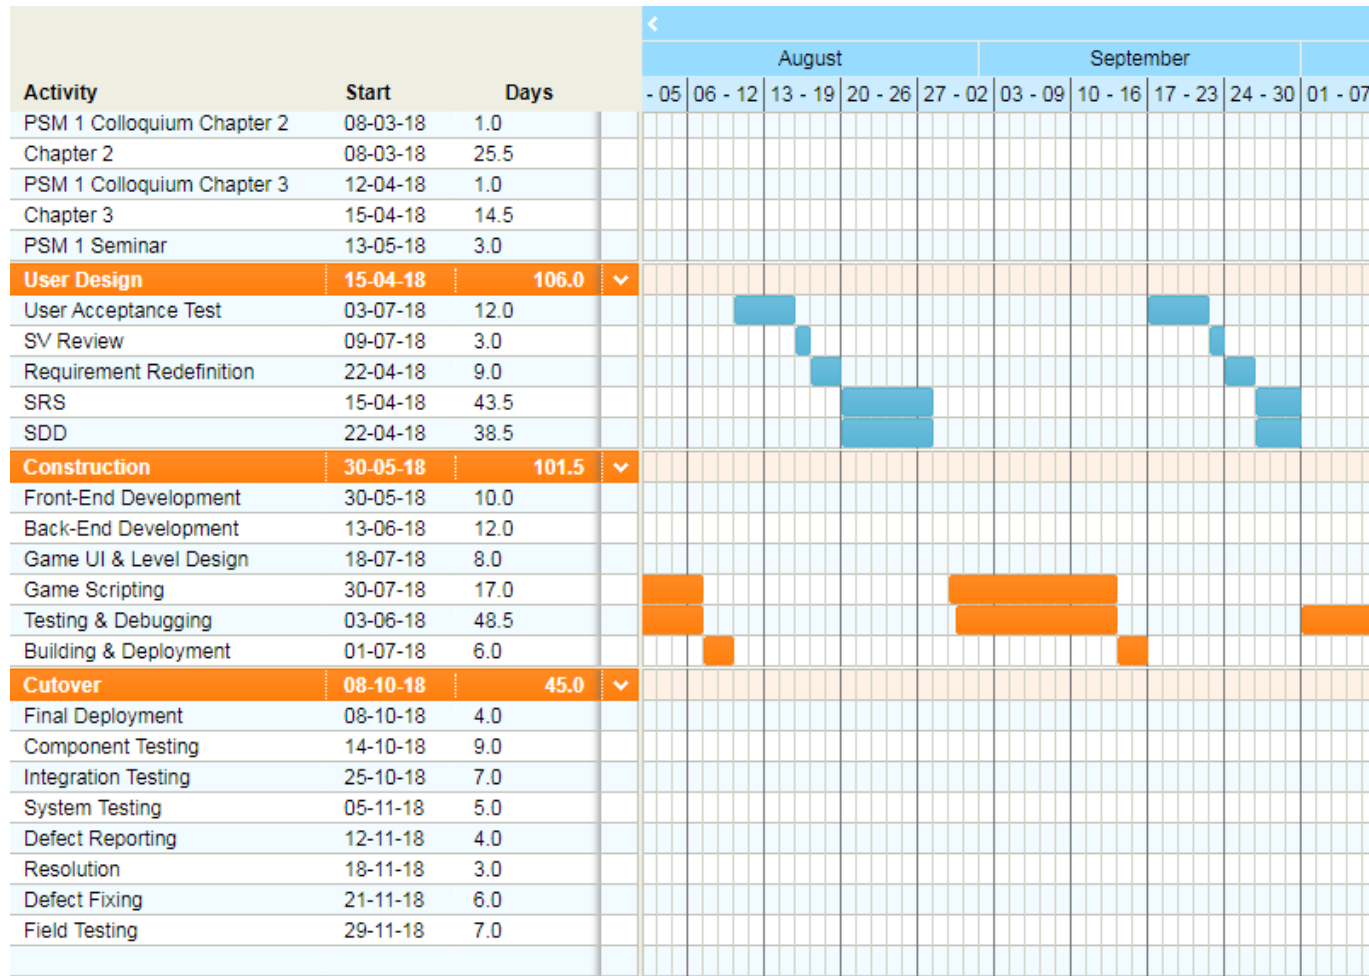 August September
Activity Start Days - 05 06 - 12 13 - 19 20 - 26 27 - 02 03 - 09 10 - 16 17 - 23 24 - 30 01 - 07
PSM 1 Colloquium Chapter 2 08-03-18 1.0
Chapter 2 08-03-18 25.5
PSM 1 Colloquium Chapter 3 12-04-18 1.0
Chapter 3 15-04-18 14.5
PSM 1 Seminar 13-05-18 3.0
User Design 15-04-18 106.0
User Acceptance Test 03-07-18 12.0
SV Review 09-07-18 3.0
Requirement Redefinition 22-04-18 9.0
SRS 15-04-18 43.5
SDD 22-04-18 38.5
Construction 30-05-18 101.5
Front-End Development 30-05-18 10.0
Back-End Development 13-06-18 12.0
Game UI & Level Design 18-07-18 8.0
Game Scripting 30-07-18 17.0
Testing & Debugging 03-06-18 48.5
Building & Deployment 01-07-18 6.0
Cutover 08-10-18 45.0
Final Deployment 08-10-18 4.0
Component Testing 14-10-18 9.0
Integration Testing 25-10-18 7.0
System Testing 05-11-18 5.0
Defect Reporting 12-11-18 4.0
Resolution 18-11-18 3.0
Defect Fixing 21-11-18 6.0
Field Testing 29-11-18 7.0